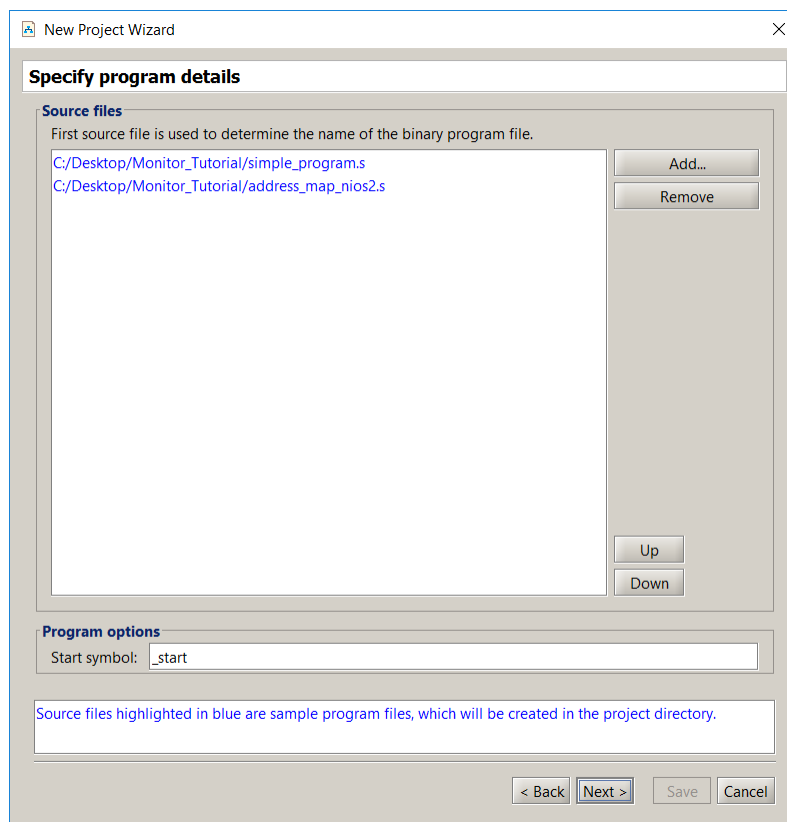 New Project Wizard
Specify program details
Source files
First source file is used to determine the name of the binary program file.
C:/Desktop/Monitor_Tutorial/simple_program.s
C:/Desktop/Monitor_Tutorial/address_map_nios2.s
Add...
Remove
Up
Down
Program options
Start symbol: _start
Source files highlighted in blue are sample program files, which will be created in the project directory.
< Back Next > Save Cancel